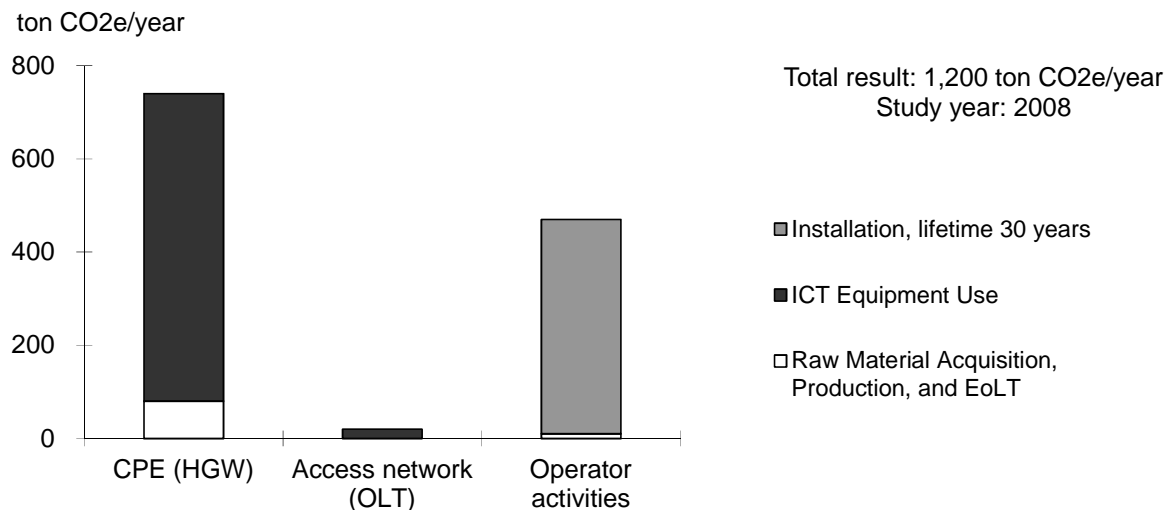 ton CO2e/year
800
600
400
200
0
CPE (HGW)
Access network
(OLT)
Operator
activities
Total result: 1,200 ton CO2e/year
Study year: 2008
Installation, lifetime 30 years
ICT Equipment Use
Raw Material Acquisition,
Production, and EoLT